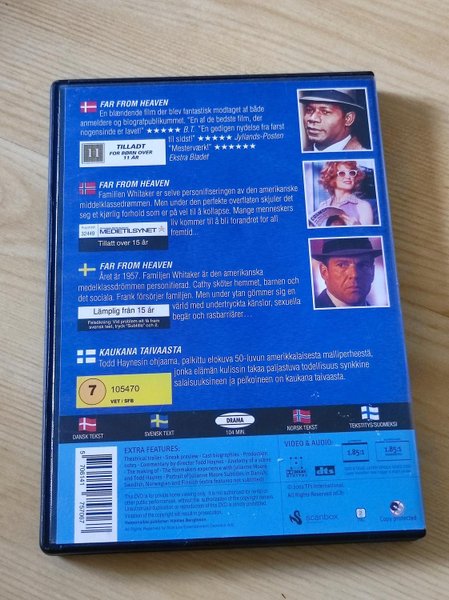 FAR FROM HEAVEN
En blændende film der blev fantastisk modtaget af både
anmeldere og biografpublikummet. "En af de bedste film, der
nogensinde er lavet!" ★★★★★ B.T. "En gedigen nydelse fra først
til sidst!" ★★★★★ Jyllands-Posten
"Mesterværk!" ★★★★★★
Ekstra Bladet
11
TILLADT
FOR BØRN OVER
11 ÅR
FAR FROM HEAVEN
Familien Whitaker er selve personifiseringen av den amerikanske
middelklassedrømmen. Men under den perfekte overflaten skjuler det
seg et kjærlig forhold som er på vei til å kollapse. Mange menneskers
liv kommer til å bli forandret for all
fremtid...
MEDIETILSYNET
Tillatt over 15 år
FAR FROM HEAVEN
Året är 1957. Familjen Whitaker är den amerikanska
medelklassdrömmen personifierad. Cathy sköter hemmet, barnen och
det sociala. Frank försörjer familjen. Men under ytan gömmer sig en
värld med undertryckta känslor, sexuella
begär och rasbarriärer...
Lämplig från 15 år
KAUKANA TAIVAASTA
Todd Haynesin ohjaama, palkittu elokuva 50-luvun amerikkalaisesta malliperheestä,
jonka elämän kulissin takaa paljastuva todellisuus synkkine
salaisuuksineen ja pelkoineen on kaukana taivaasta.
7
105470
VET / SFB
DANSK TEKST
SVENSK TEXT
DRAMA
104 MIN.
NORSK TEKST
TEKSTITYS/SUOMEKSI
EXTRA FEATURES:
VIDEO & AUDIO:
1.85:1
1.85:1
dts
scanbox
Copy protected
5 706141 757067